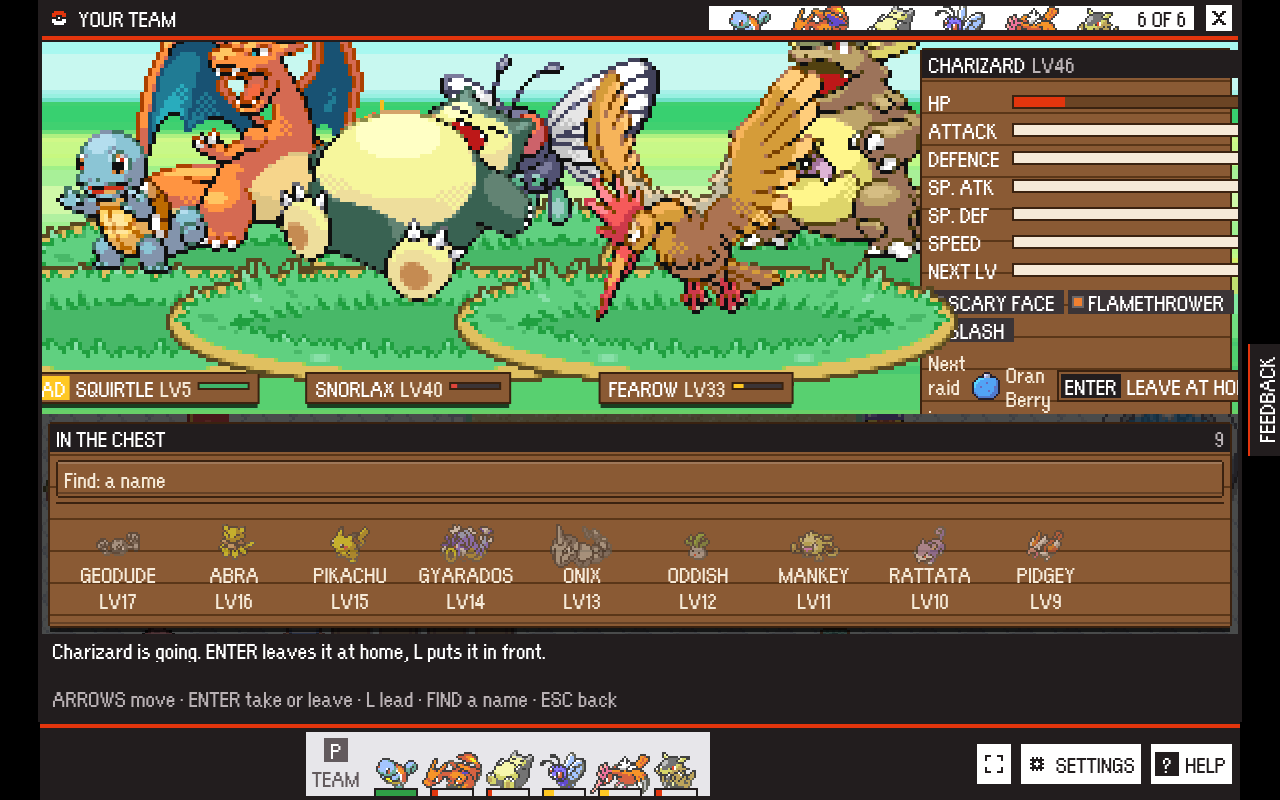 YOUR TEAM
6 OF 6 X
CHARIZARD LV46
HP
ATTACK
DEFENCE
SP. ATK
SP. DEF
SPEED
NEXT LV
SCARY FACE FLAMETHROWER
SLASH
Next raid
Oran Berry
ENTER LEAVE AT HO
AD SQUIRTLE LV5
SNORLAX LV40
FEAROW LV33
IN THE CHEST 9
Find: a name
GEODUDE ABRA PIKACHU GYARADOS ONIX ODDISH MANKEY RATTATA PIDGEY
LV17 LV16 LV15 LV14 LV13 LV12 LV11 LV10 LV9
Charizard is going. ENTER leaves it at home, L puts it in front.
ARROWS move · ENTER take or leave · L lead · FIND a name · ESC back
P
TEAM
SETTINGS
? HELP
FEEDBACK